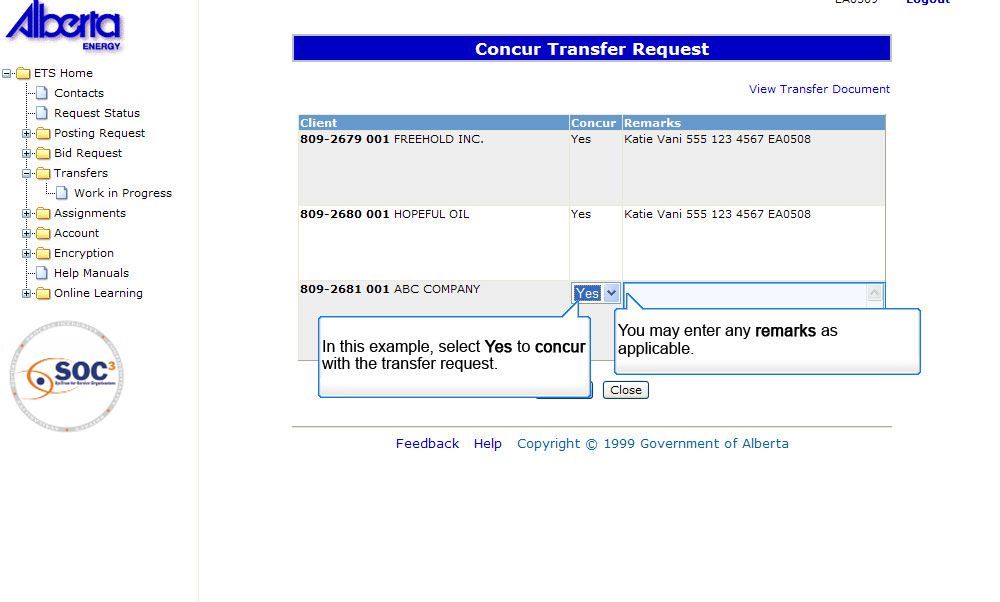 Logout
Alberta
ENERGY
Concur Transfer Request
View Transfer Document
ETS Home
Contacts
Request Status
Posting Request
Bid Request
Transfers
Work in Progress
Assignments
Account
Encryption
Help Manuals
Online Learning
SOC3
SysTrust for Service Organizations
Client Concur Remarks
809-2679 001 FREEHOLD INC. Yes Katie Vani 555 123 4567 EA0508
809-2680 001 HOPEFUL OIL Yes Katie Vani 555 123 4567 EA0508
809-2681 001 ABC COMPANY Yes
In this example, select Yes to concur
with the transfer request.
You may enter any remarks as
applicable.
Close
Feedback Help Copyright © 1999 Government of Alberta